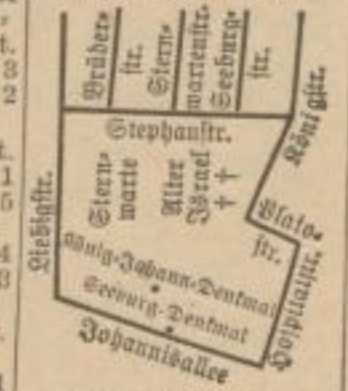 Brüder-
str.
Stern-
wartenstr.
Seeburg-
str.
Königstr.
Stephanstr.
Liebigstr.
Stern-
warte
Alter
Israel
††
Plato-
str.
König-Johann-Denkmal
Seeburg-Denkmal
Hospitalstr.
Johannisallee